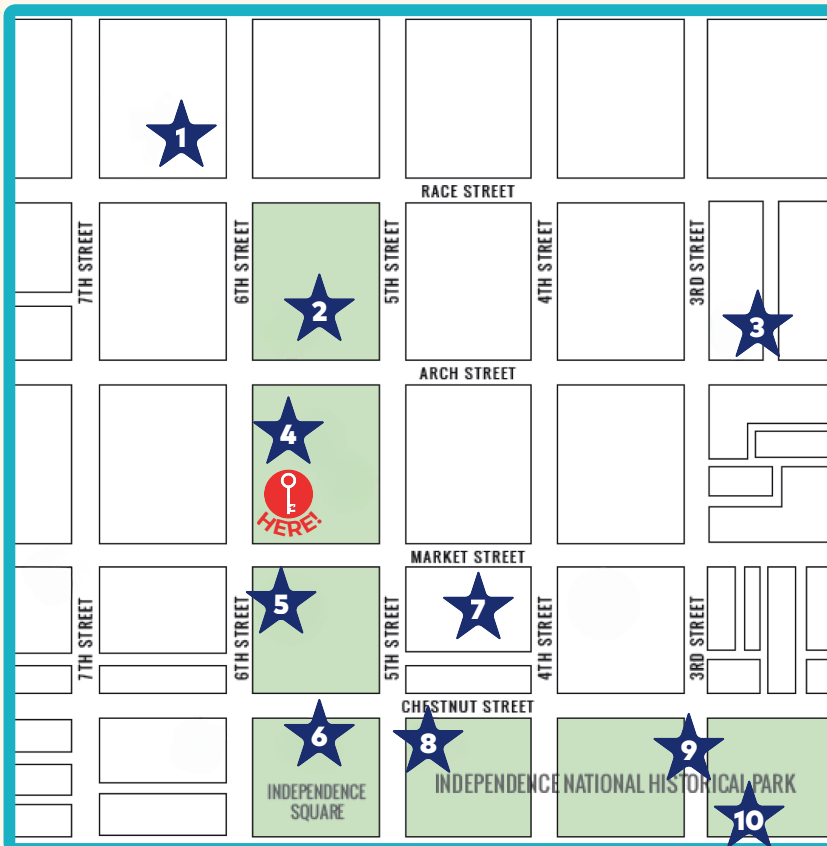 1
RACE STREET
7TH STREET
6TH STREET
5TH STREET
4TH STREET
3RD STREET
2
3
ARCH STREET
4
HERE!
MARKET STREET
5
7
7TH STREET
6TH STREET
5TH STREET
4TH STREET
3RD STREET
CHESTNUT STREET
6
8
9
INDEPENDENCE NATIONAL HISTORICAL PARK
INDEPENDENCE
SQUARE
10